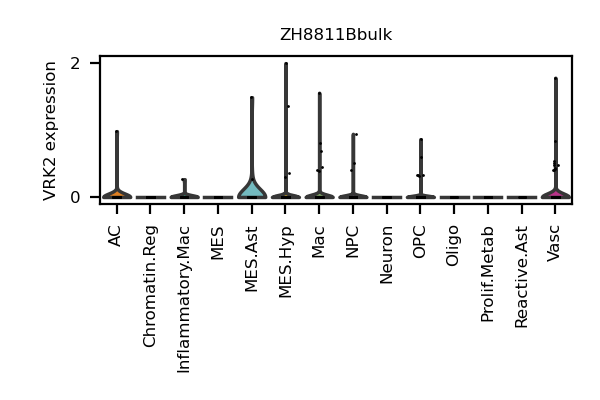 ZH8811Bbulk
VRK2 expression
2
0
AC
Chromatin.Reg
Inflammatory.Mac
MES
MES.Ast
MES.Hyp
Mac
NPC
Neuron
OPC
Oligo
Prolif.Metab
Reactive.Ast
Vasc